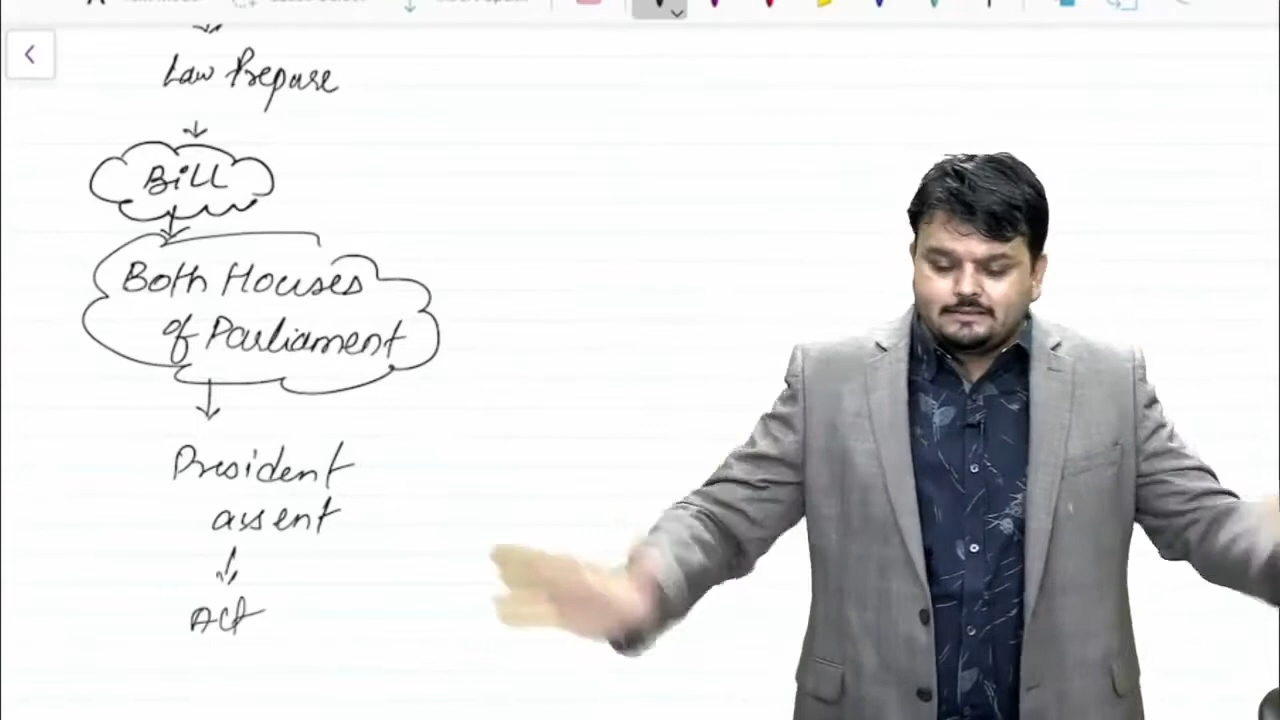 Law Prepare
Bill
Both Houses
of Parliament
President
assent
Act